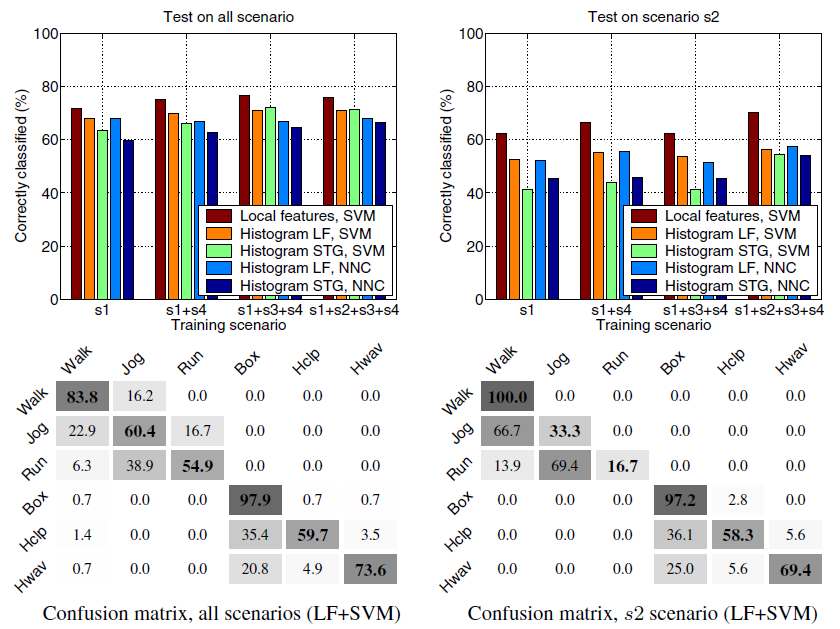 Test on all scenario
100
80
60
40
20
0
Correctly classified (%)
Local features, SVM
Histogram LF, SVM
Histogram STG, SVM
Histogram LF, NNC
Histogram STG, NNC
s1 s1+s4 s1+s3+s4 s1+s2+s3+s4
Training scenario
Test on scenario s2
100
80
60
40
20
0
Correctly classified (%)
Local features, SVM
Histogram LF, SVM
Histogram STG, SVM
Histogram LF, NNC
Histogram STG, NNC
s1 s1+s4 s1+s3+s4 s1+s2+s3+s4
Training scenario
Walk Jog Run Box Hclp Hwav
Walk 83.8 16.2 0.0 0.0 0.0 0.0
Jog 22.9 60.4 16.7 0.0 0.0 0.0
Run 6.3 38.9 54.9 0.0 0.0 0.0
Box 0.7 0.0 0.0 97.9 0.7 0.7
Hclp 1.4 0.0 0.0 35.4 59.7 3.5
Hwav 0.7 0.0 0.0 20.8 4.9 73.6
Confusion matrix, all scenarios (LF+SVM)
Walk Jog Run Box Hclp Hwav
Walk 100.0 0.0 0.0 0.0 0.0 0.0
Jog 66.7 33.3 0.0 0.0 0.0 0.0
Run 13.9 69.4 16.7 0.0 0.0 0.0
Box 0.0 0.0 0.0 97.2 2.8 0.0
Hclp 0.0 0.0 0.0 36.1 58.3 5.6
Hwav 0.0 0.0 0.0 25.0 5.6 69.4
Confusion matrix, s2 scenario (LF+SVM)